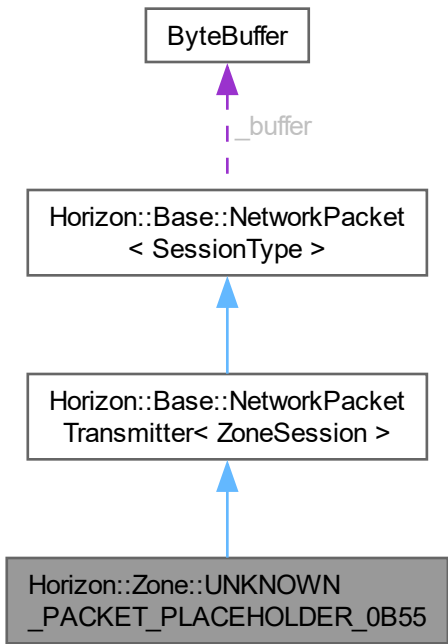 ByteBuffer
_buffer
Horizon::Base::NetworkPacket
< SessionType >
Horizon::Base::NetworkPacket
Transmitter< ZoneSession >
Horizon::Zone::UNKNOWN
_PACKET_PLACEHOLDER_0B55